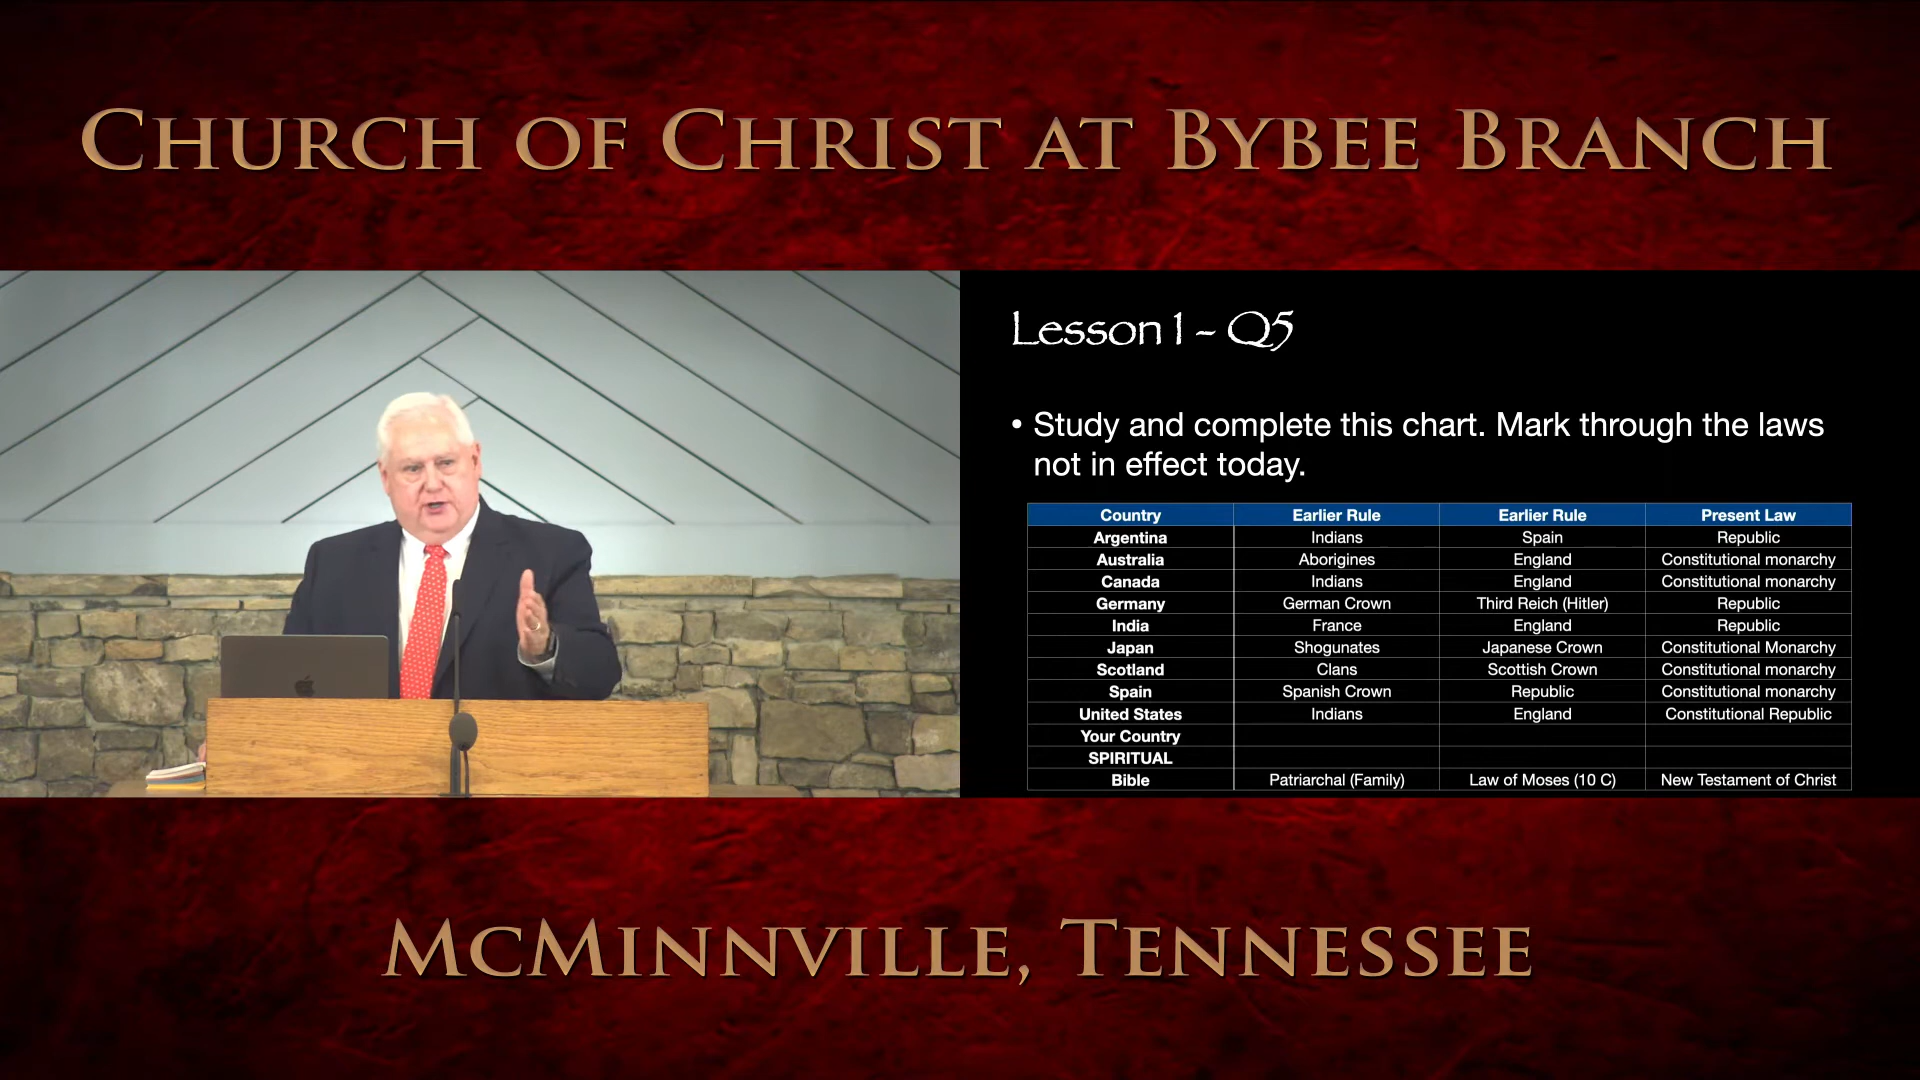 Church of Christ at Bybee Branch
Lesson 1 – Q5
• Study and complete this chart. Mark through the laws
not in effect today.
Country Earlier Rule Earlier Rule Present Law
Argentina Indians Spain Republic
Australia Aborigines England Constitutional monarchy
Canada Indians England Constitutional monarchy
Germany German Crown Third Reich (Hitler) Republic
India France England Republic
Japan Shogunates Japanese Crown Constitutional Monarchy
Scotland Clans Scottish Crown Constitutional monarchy
Spain Spanish Crown Republic Constitutional monarchy
United States Indians England Constitutional Republic
Your Country
SPIRITUAL
Bible Patriarchal (Family) Law of Moses (10 C) New Testament of Christ
McMinnville, Tennessee